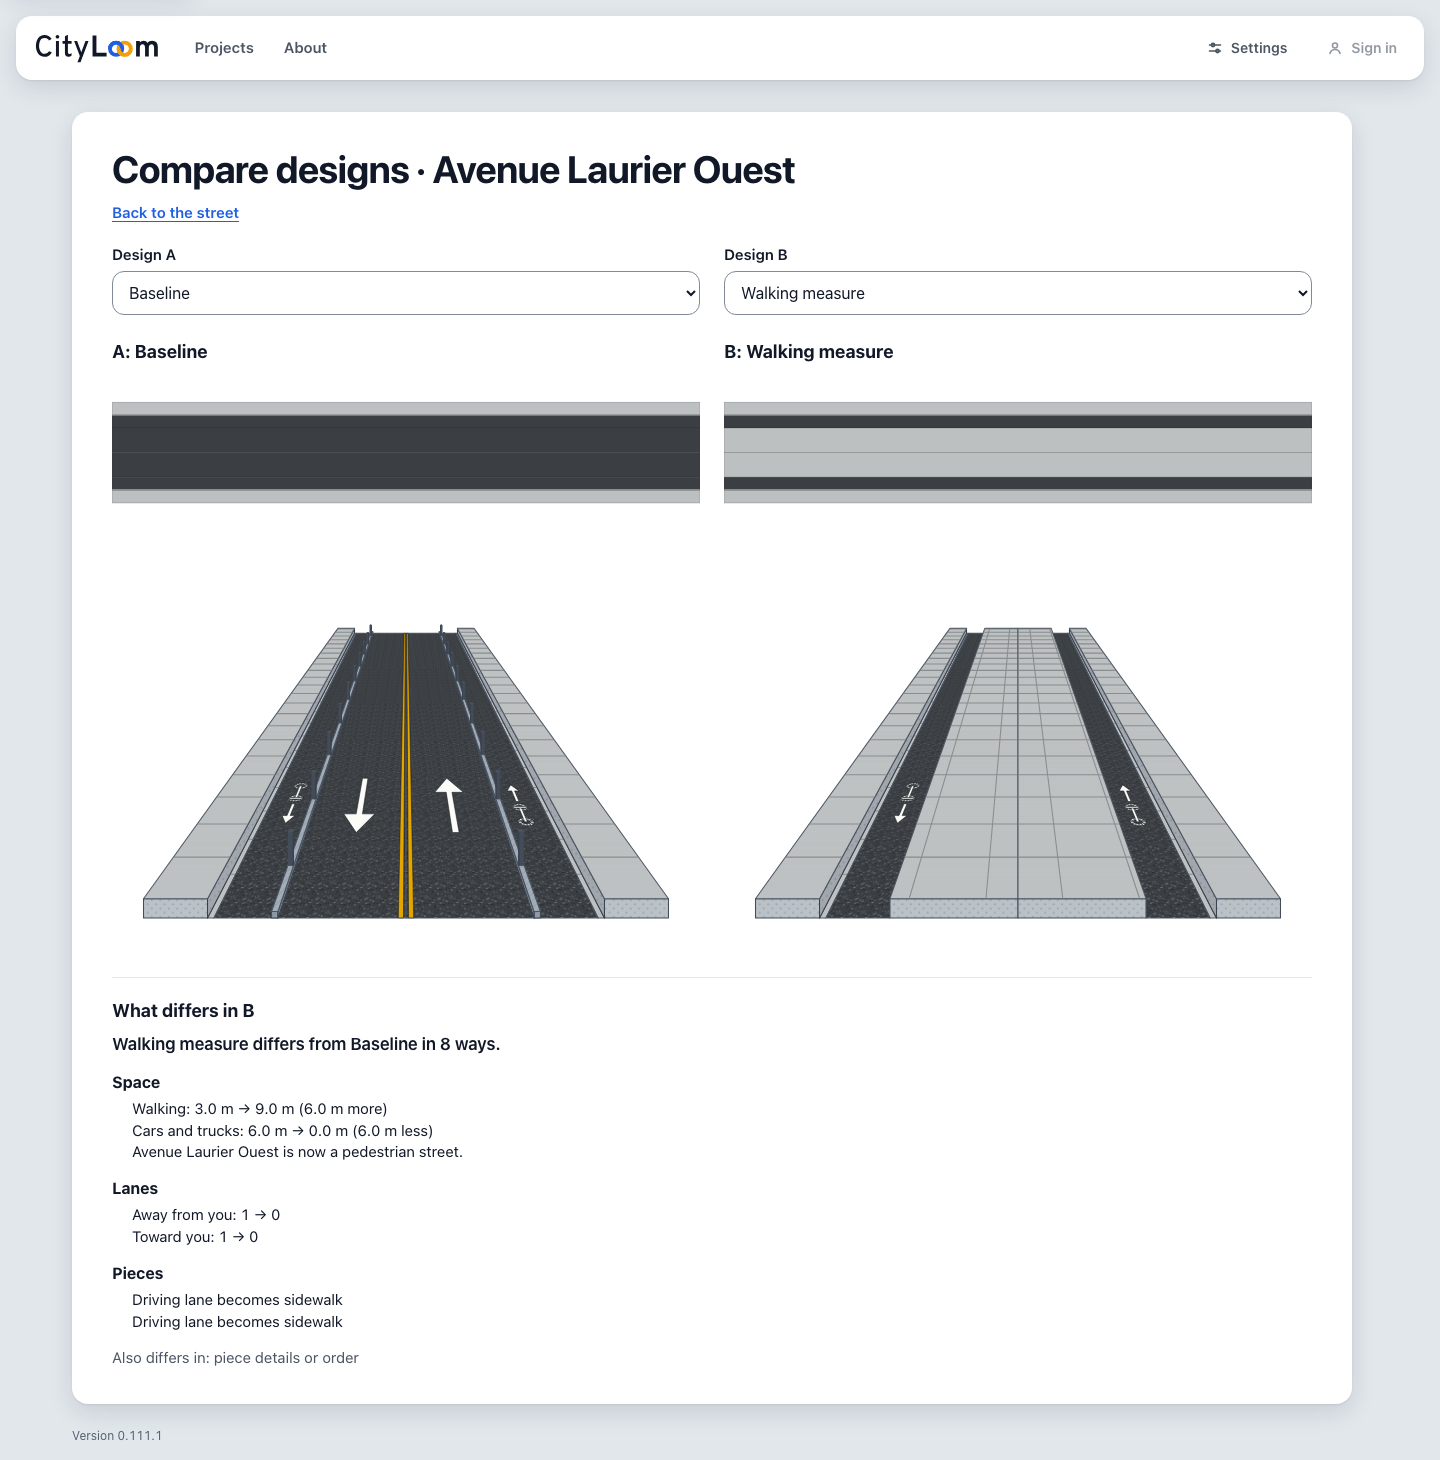 CityLoom
Projects
About
Settings
Sign in
Compare designs · Avenue Laurier Ouest
Back to the street
Design A
Design B
Baseline
Walking measure
A: Baseline
B: Walking measure
What differs in B
Walking measure differs from Baseline in 8 ways.
Space
Walking: 3.0 m → 9.0 m (6.0 m more)
Cars and trucks: 6.0 m → 0.0 m (6.0 m less)
Avenue Laurier Ouest is now a pedestrian street.
Lanes
Away from you: 1 → 0
Toward you: 1 → 0
Pieces
Driving lane becomes sidewalk
Driving lane becomes sidewalk
Also differs in: piece details or order
Version 0.111.1